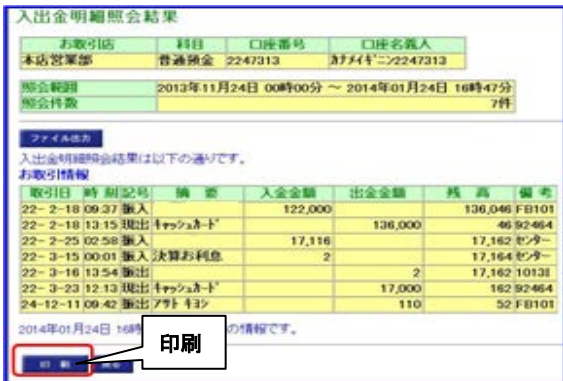 入出金明細照会結果
お取引店 科目 口座番号 口座名義人
本店営業部 普通預金 2247313 カナメイギニン2247313
照会範囲 2013年11月24日 00時00分 ～ 2014年01月24日 16時47分
照会件数 7件
ファイル出力
入出金明細照会結果は以下の通りです。
お取引情報
取引日 時刻 記号 摘要 入金金額 出金金額 残高 備考
22- 2-18 09:37 振入 122,000 136,046 FB101
22- 2-18 13:15 現出 キャッシュカード 136,000 46 92464
22- 2-25 02:58 振入 17,116 17,162 センター
22- 3-15 00:01 振入 決算お利息 2 17,164 センター
22- 3-16 13:54 振出 2 17,162 10131
22- 3-23 12:13 現出 キャッシュカード 17,000 162 92464
24-12-11 09:42 振出 アサト キヨシ 110 52 FB101
2014年01月24日 16時 の情報です。
印刷
印刷 戻る